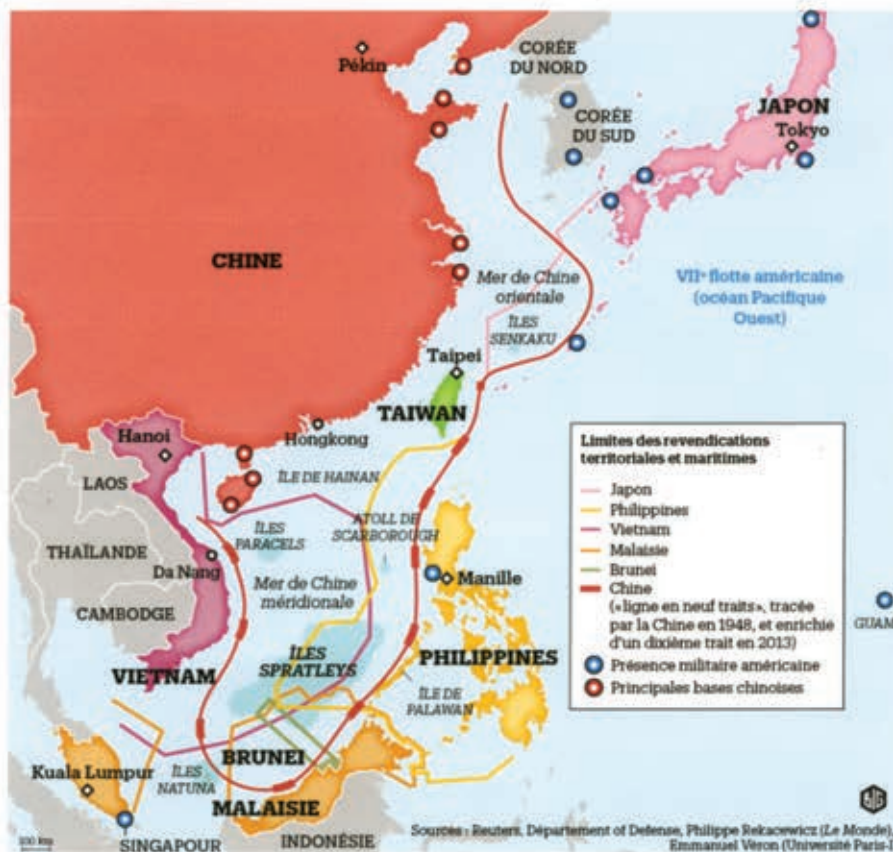 Pékin
CORÉE
DU NORD
CORÉE
DU SUD
JAPON
Tokyo
CHINE
Mer de Chine
orientale
VIIe flotte américaine
(océan Pacifique
Ouest)
ÎLES
SENKAKU
Taipei
TAIWAN
Hanoi
Hongkong
LAOS
ÎLE DE HAINAN
ATOLL DE
SCARBOROUGH
ÎLES
PARACELS
THAÏLANDE
Da Nang
Mer de Chine
méridionale
Manille
CAMBODGE
GUAM
ÎLES
SPRATLEYS
VIETNAM
PHILIPPINES
ÎLE DE
PALAWAN
BRUNEI
Kuala Lumpur
ÎLES
NATUNA
MALAISIE
SINGAPOUR
INDONÉSIE
Limites des revendications
territoriales et maritimes
Japon
Philippines
Vietnam
Malaisie
Brunei
Chine
(«ligne en neuf traits», tracée
par la Chine en 1948, et enrichie
d'un dixième trait en 2013)
Présence militaire américaine
Principales bases chinoises
Sources : Reuters, Département of Defense, Philippe Rekacewicz (Le Monde),
Emmanuel Véron (Université Paris-)